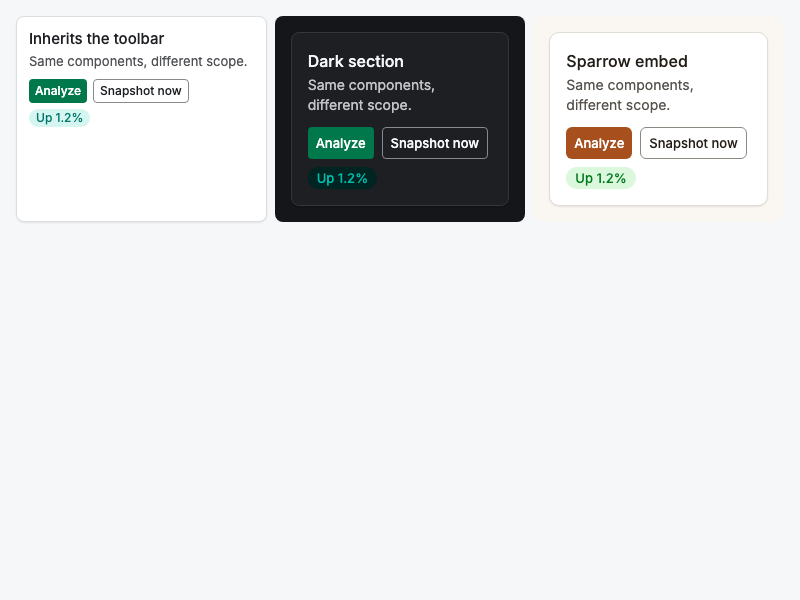 Inherits the toolbar
Same components, different scope.
Analyze
Snapshot now
Up 1.2%
Dark section
Same components,
different scope.
Analyze
Snapshot now
Up 1.2%
Sparrow embed
Same components,
different scope.
Analyze
Snapshot now
Up 1.2%